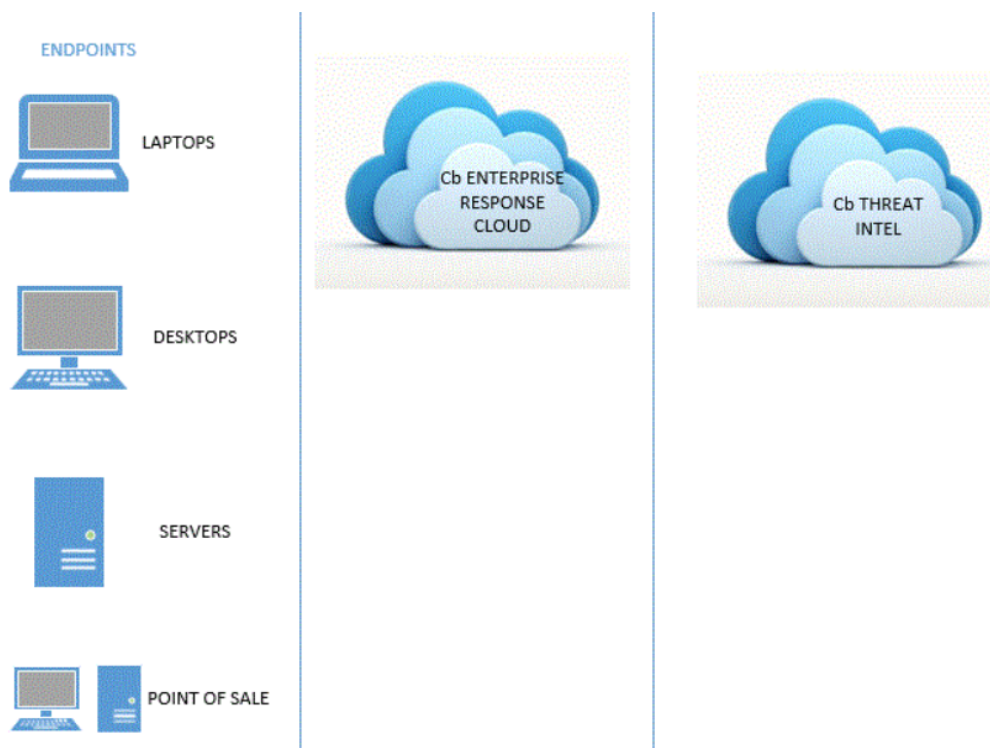 ENDPOINTS
LAPTOPS
DESKTOPS
SERVERS
POINT OF SALE
Cb ENTERPRISE
RESPONSE
CLOUD
Cb THREAT
INTEL